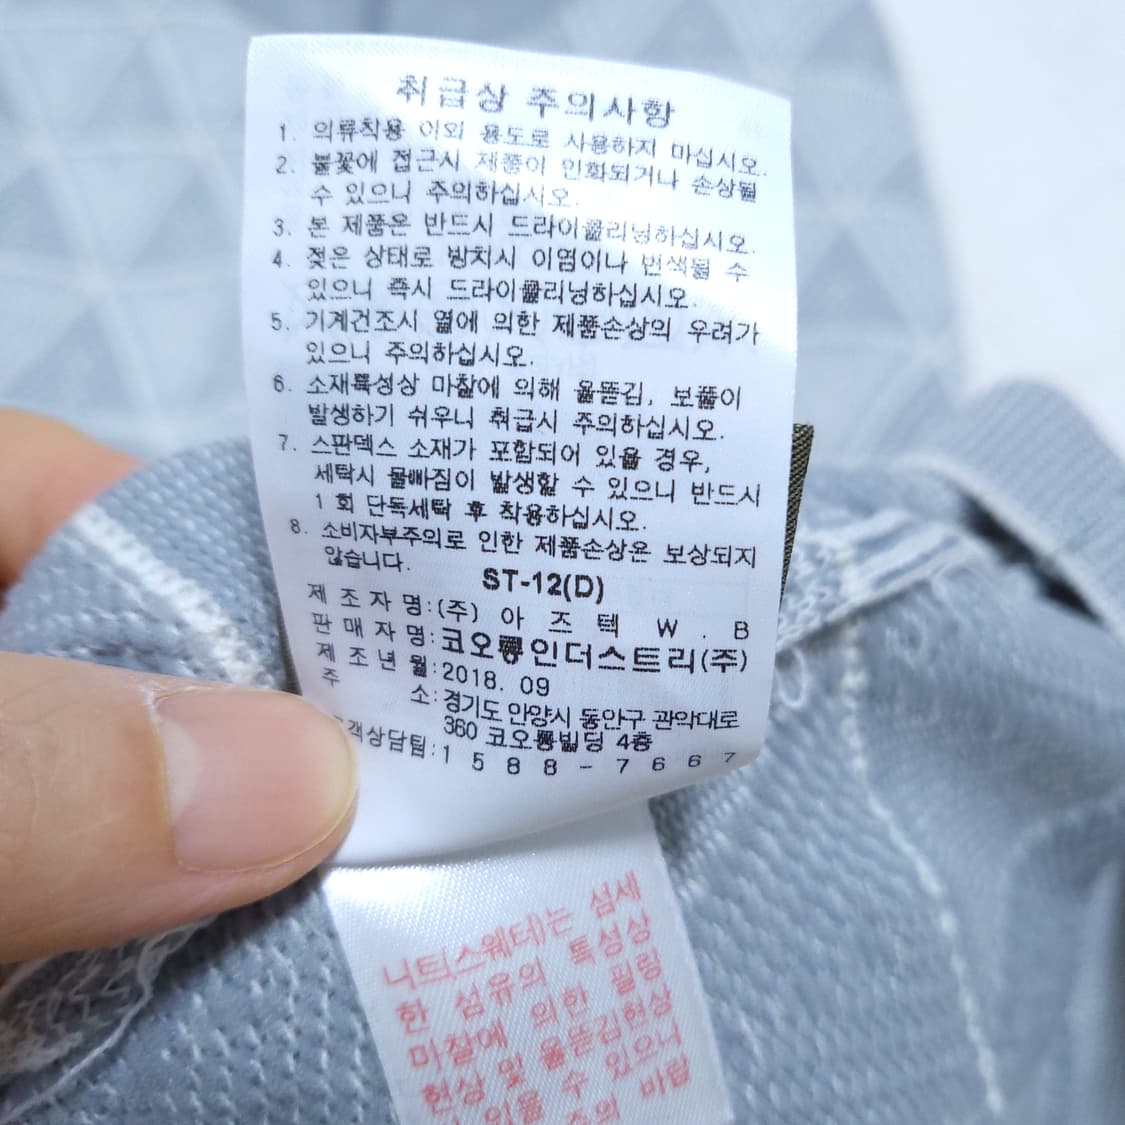 취급상 주의사항
1. 의류착용 이외 용도로 사용하지 마십시오.
2. 불꽃에 접근시 제품이 인화되거나 손상될
수 있으니 주의하십시오.
3. 본 제품은 반드시 드라이클리닝하십시오.
4. 젖은 상태로 방치시 이염이나 변색될 수
있으니 즉시 드라이클리닝하십시오.
5. 기계건조시 열에 의한 제품손상의 우려가
있으니 주의하십시오.
6. 소재특성상 마찰에 의해 올뜯김, 보풀이
발생하기 쉬우니 취급시 주의하십시오.
7. 스판덱스 소재가 포함되어 있을 경우,
세탁시 물빠짐이 발생할 수 있으니 반드시
1회 단독세탁 후 착용하십시오.
8. 소비자부주의로 인한 제품손상은 보상되지
않습니다.
ST-12(D)
제조자명:(주) 아즈텍 W.B
판매자명:코오롱인더스트리(주)
제조년월:2018. 09
주 소:경기도 안양시 동안구 관악대로
360 코오롱빌딩 4층
객상담팀:1588-7667
니트(스웨터)는 섬세
한 섬유의 특성상
마찰에 의한 필링
현상 및 올뜯김현상
있을 수 있으니
바람